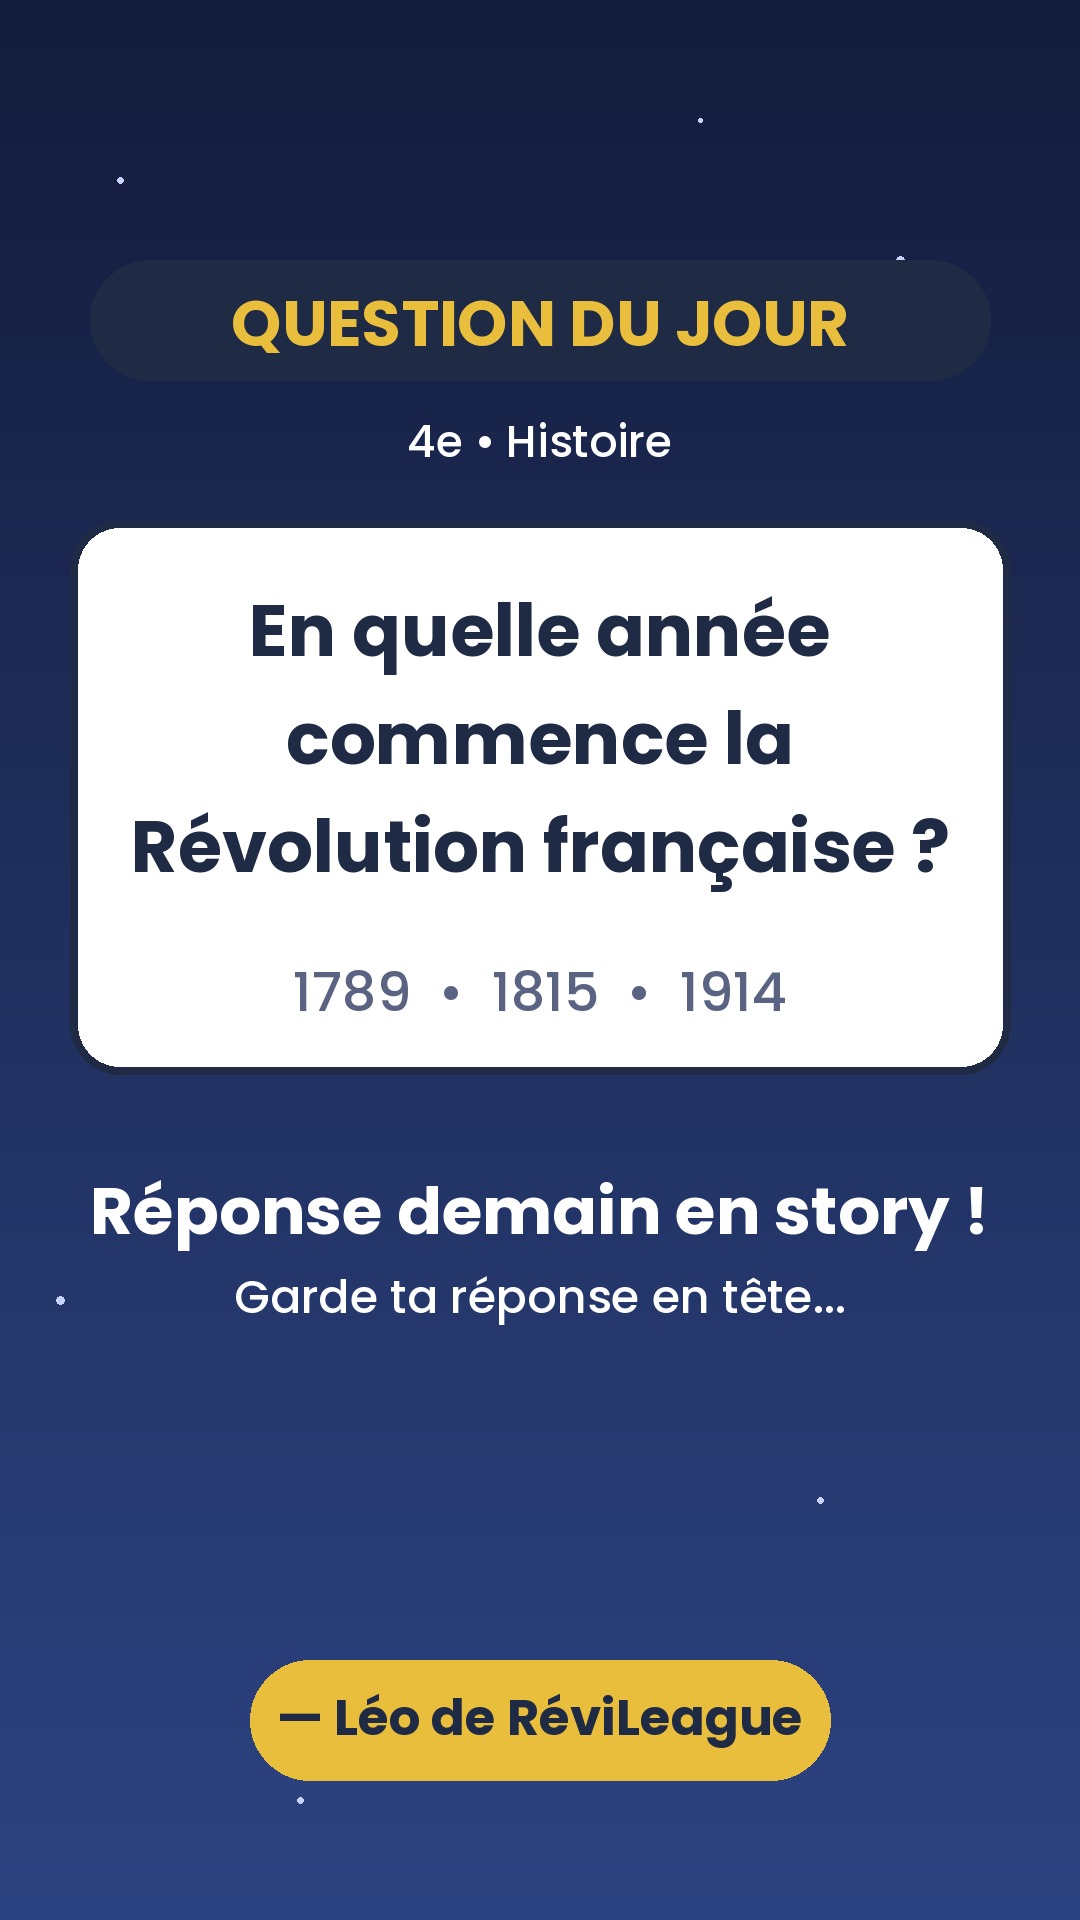 QUESTION DU JOUR
4e • Histoire
En quelle année
commence la
Révolution française ?
1789 • 1815 • 1914
Réponse demain en story !
Garde ta réponse en tête...
— Léo de RéviLeague